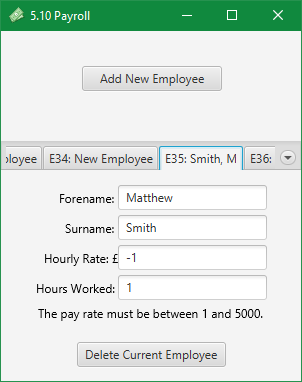 5.10 Payroll
Add New Employee
ployee E34: New Employee E35: Smith, M E36:
Forename: Matthew
Surname: Smith
Hourly Rate: £ -1
Hours Worked: 1
The pay rate must be between 1 and 5000.
Delete Current Employee